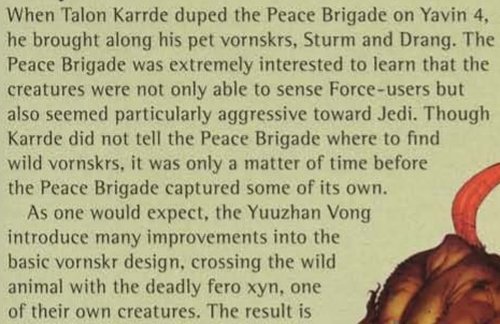 When Talon Karrde duped the Peace Brigade on Yavin 4,
he brought along his pet vornskrs, Sturm and Drang. The
Peace Brigade was extremely interested to learn that the
creatures were not only able to sense Force-users but
also seemed particularly aggressive toward Jedi. Though
Karrde did not tell the Peace Brigade where to find
wild vornskrs, it was only a matter of time before
the Peace Brigade captured some of its own.
As one would expect, the Yuuzhan Vong
introduce many improvements into the
basic vornskr design, crossing the wild
animal with the deadly fero xyn, one
of their own creatures. The result is